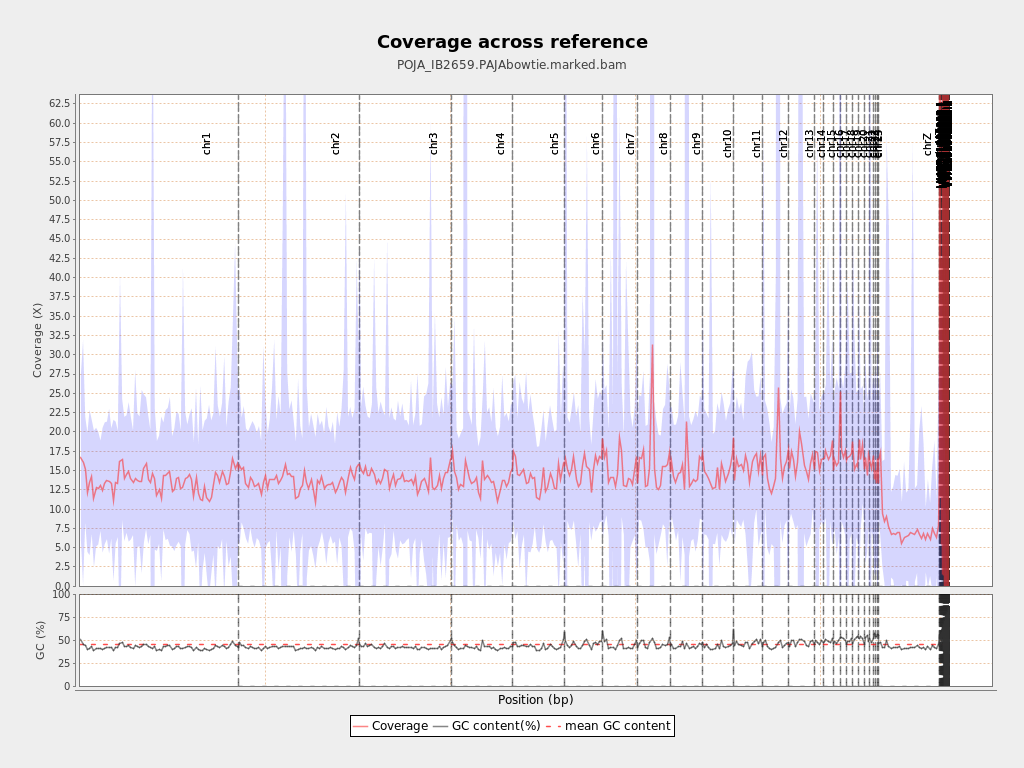 Coverage across reference
POJA_IB2659.PAJAbowtie.marked.bam
Coverage (X)
62.5
60.0
57.5
55.0
52.5
50.0
47.5
45.0
42.5
40.0
37.5
35.0
32.5
30.0
27.5
25.0
22.5
20.0
17.5
15.0
12.5
10.0
7.5
5.0
2.5
0.0
chr1
chr2
chr3
chr4
chr5
chr6
chr7
chr8
chr9
chr10
chr11
chr12
chr13
chr14
chr15
chrZ
GC (%)
100
75
50
25
0
Position (bp)
Coverage GC content(%) mean GC content